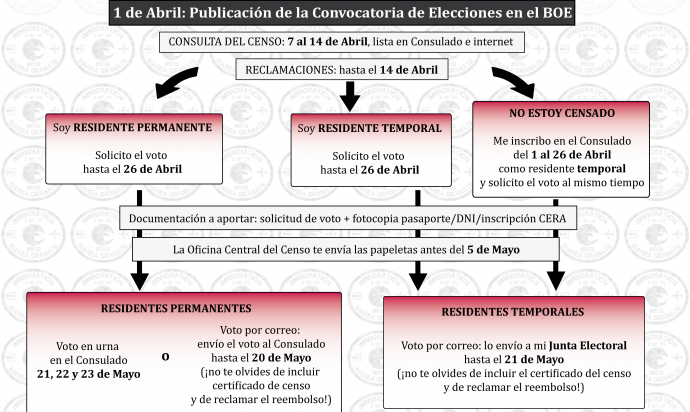 1 de Abril: Publicación de la Convocatoria de Elecciones en el BOE
CONSULTA DEL CENSO: 7 al 14 de Abril, lista en Consulado e internet
RECLAMACIONES: hasta el 14 de Abril
Soy RESIDENTE PERMANENTE
Solicito el voto
hasta el 26 de Abril
Soy RESIDENTE TEMPORAL
Solicito el voto
hasta el 26 de Abril
NO ESTOY CENSADO
Me inscribo en el Consulado
del 1 al 26 de Abril
como residente temporal
y solicito el voto al mismo tiempo
Documentación a aportar: solicitud de voto + fotocopia pasaporte/DNI/inscripción CERA
La Oficina Central del Censo te envía las papeletas antes del 5 de Mayo
RESIDENTES PERMANENTES
Voto en urna
en el Consulado
21, 22 y 23 de Mayo
o
Voto por correo:
envío el voto al Consulado
hasta el 20 de Mayo
(¡no te olvides de incluir
certificado de censo
y de reclamar el reembolso!)
RESIDENTES TEMPORALES
Voto por correo: lo envío a mi Junta Electoral
hasta el 21 de Mayo
(¡no te olvides de incluir el certificado del censo
y de reclamar el reembolso!)